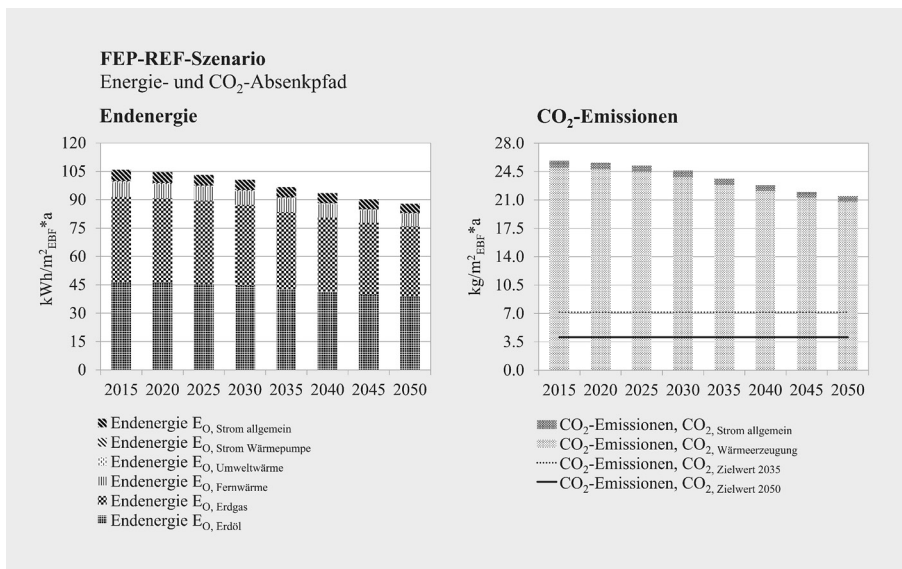 FEP-REF-Szenario
Energie- und CO2-Absenkpfad
Endenergie
kWh/m²EBF*a
120
105
90
75
60
45
30
15
0
2015 2020 2025 2030 2035 2040 2045 2050
Endenergie EO, Strom allgemein
Endenergie EO, Strom Wärmepumpe
Endenergie EO, Umweltwärme
Endenergie EO, Fernwärme
Endenergie EO, Erdgas
Endenergie EO, Erdöl
CO2-Emissionen
kg/m²EBF*a
28.0
24.5
21.0
17.5
14.0
10.5
7.0
3.5
0.0
2015 2020 2025 2030 2035 2040 2045 2050
CO2-Emissionen, CO2, Strom allgemein
CO2-Emissionen, CO2, Wärmeerzeugung
CO2-Emissionen, CO2, Zielwert 2035
CO2-Emissionen, CO2, Zielwert 2050